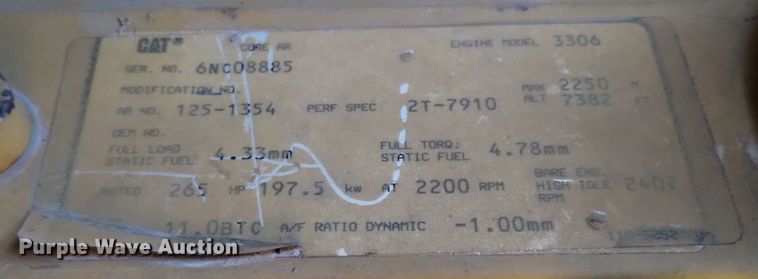 CAT® CORE AR ENGINE MODEL 3306
SER. NO. 6NC08885
MODIFICATION NO. MAX 2250 M
AR NO. 125-1354 PERF SPEC 2T-7910 ALT 7382 FT
OEM NO.
FULL LOAD STATIC FUEL 4.33mm FULL TORQ: STATIC FUEL 4.78mm
RATED 265 HP 197.5 kw AT 2200 RPM BARE ENG. HIGH IDLE RPM 2407
11.0BTC A/F RATIO DYNAMIC -1.00mm
Purple Wave Auction